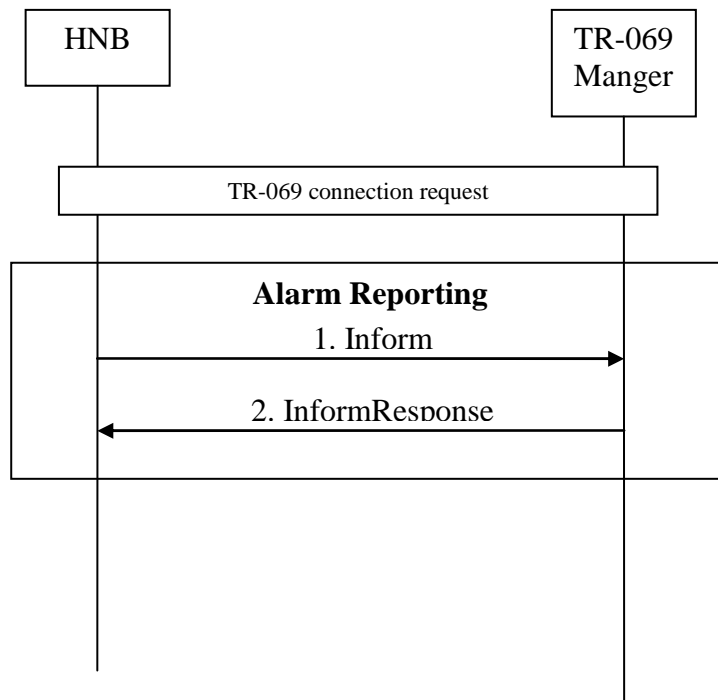 HNB
TR-069
Manger
TR-069 connection request
Alarm Reporting
1. Inform
2. InformResponse